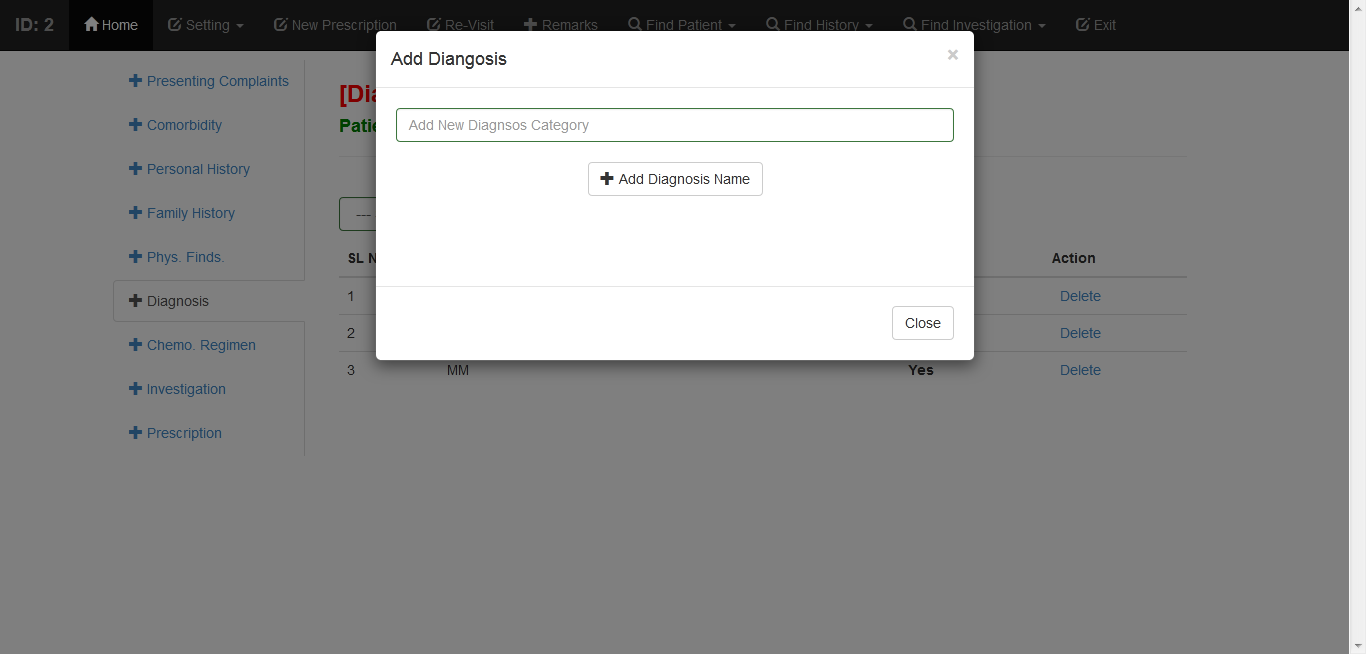 ID: 2 Home Setting New Prescription Re-Visit Remarks Find Patient Find History Find Investigation Exit
Add Diangosis ×
Add New Diagnsos Category
Add Diagnosis Name
Close
Presenting Complaints
Comorbidity
Personal History
Family History
Phys. Finds.
Diagnosis
Chemo. Regimen
Investigation
Prescription
---
SL Action
1 Delete
2 Delete
3 MM Yes Delete